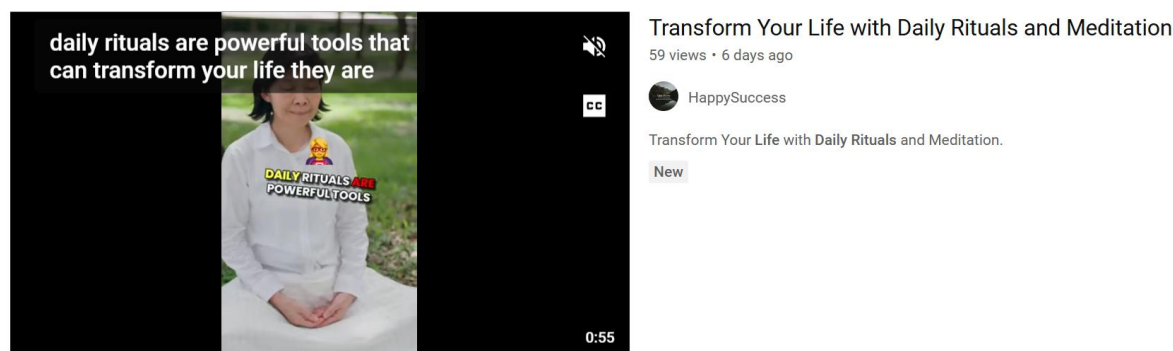 daily rituals are powerful tools that
can transform your life they are
CC
DAILY RITUALS ARE
POWERFUL TOOLS
0:55
Transform Your Life with Daily Rituals and Meditation
59 views • 6 days ago
HappySuccess
Transform Your Life with Daily Rituals and Meditation.
New